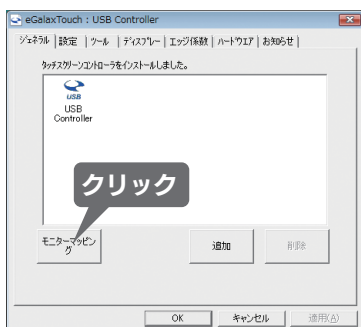 eGalaxTouch : USB Controller
ジェネラル 設定 ツール ディスプレー エッジ係数 ハードウエア お知らせ
タッチスクリーンコントローラをインストールしました。
USB
USB
Controller
クリック
モニターマッピン
グ
追加
削除
OK キャンセル 適用(A)